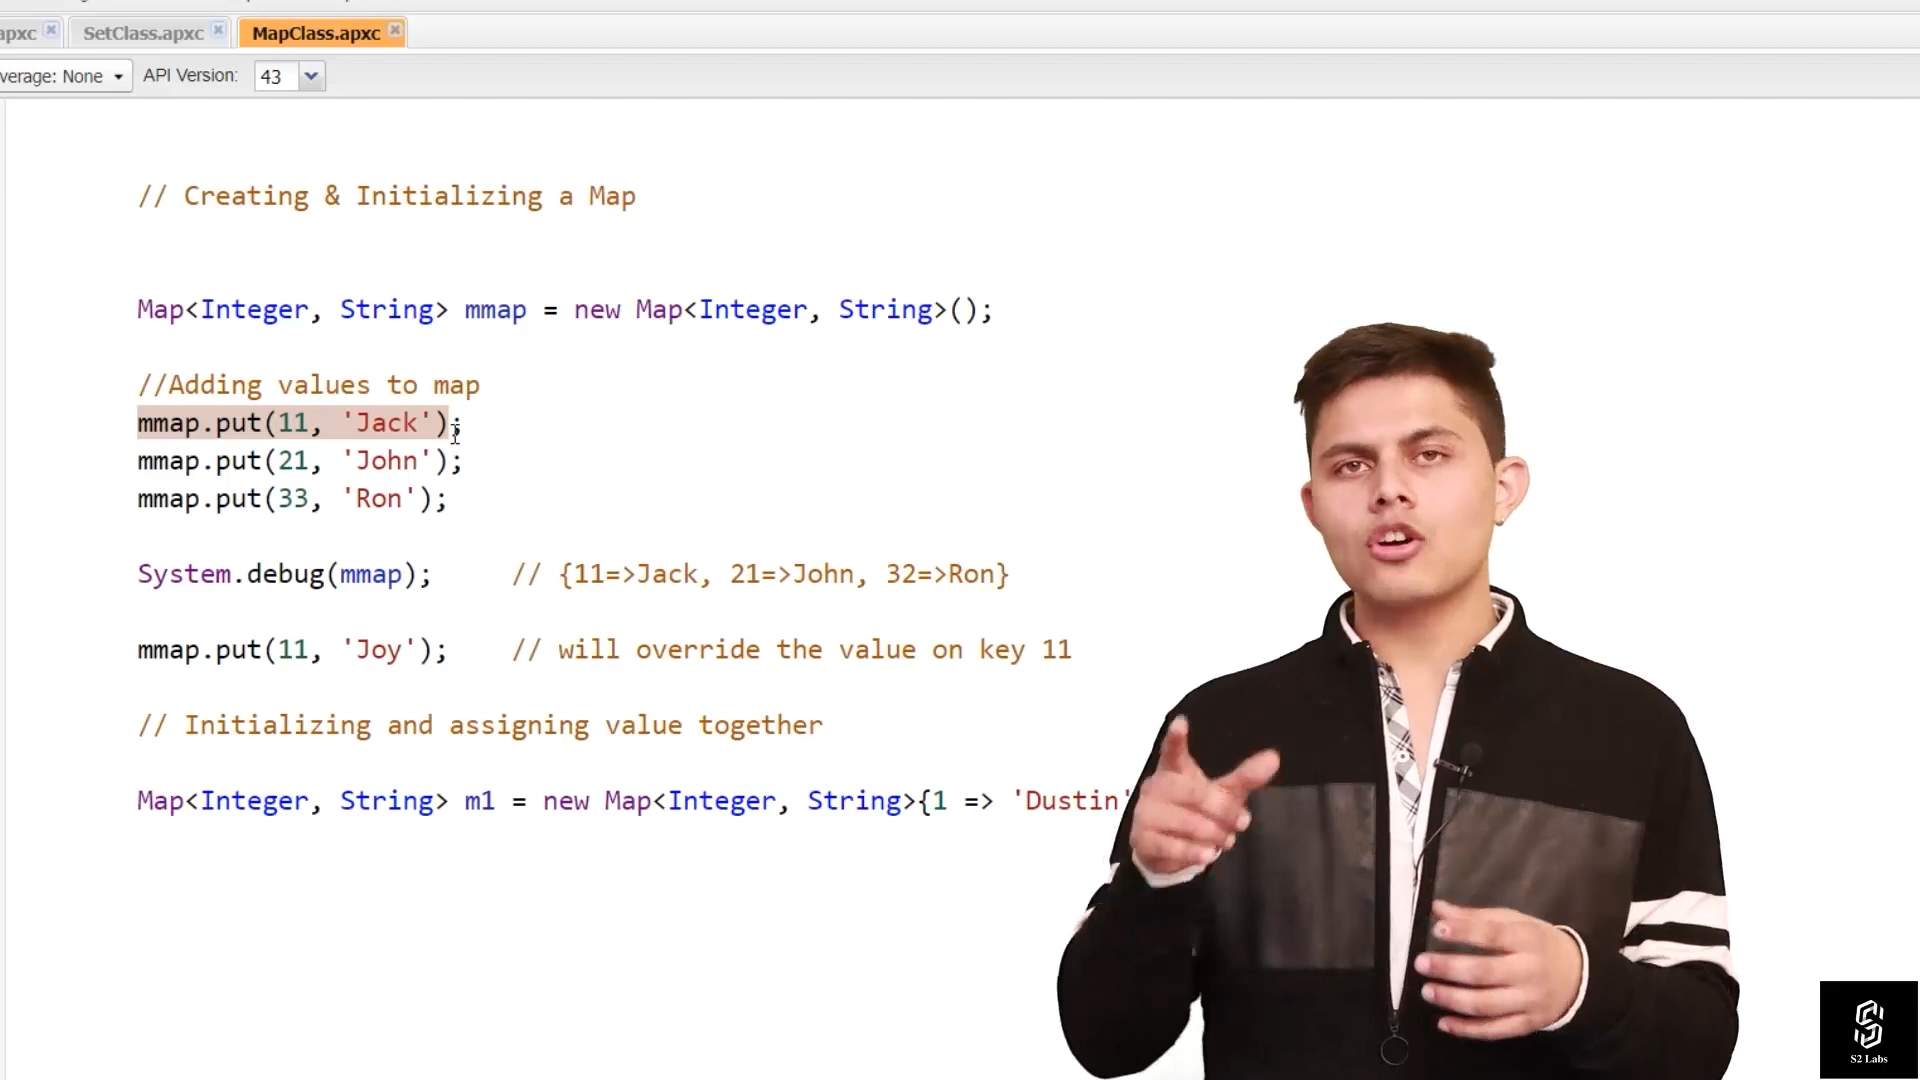 apxc
SetClass.apxc
MapClass.apxc
verage: None
API Version:
43
// Creating & Initializing a Map
Map<Integer, String> mmap = new Map<Integer, String>();
//Adding values to map
mmap.put(11, 'Jack');
mmap.put(21, 'John');
mmap.put(33, 'Ron');
System.debug(mmap);     // {11=>Jack, 21=>John, 32=>Ron}
mmap.put(11, 'Joy');    // will override the value on key 11
// Initializing and assigning value together
Map<Integer, String> m1 = new Map<Integer, String>{1 => 'Dustin'
S2 Labs